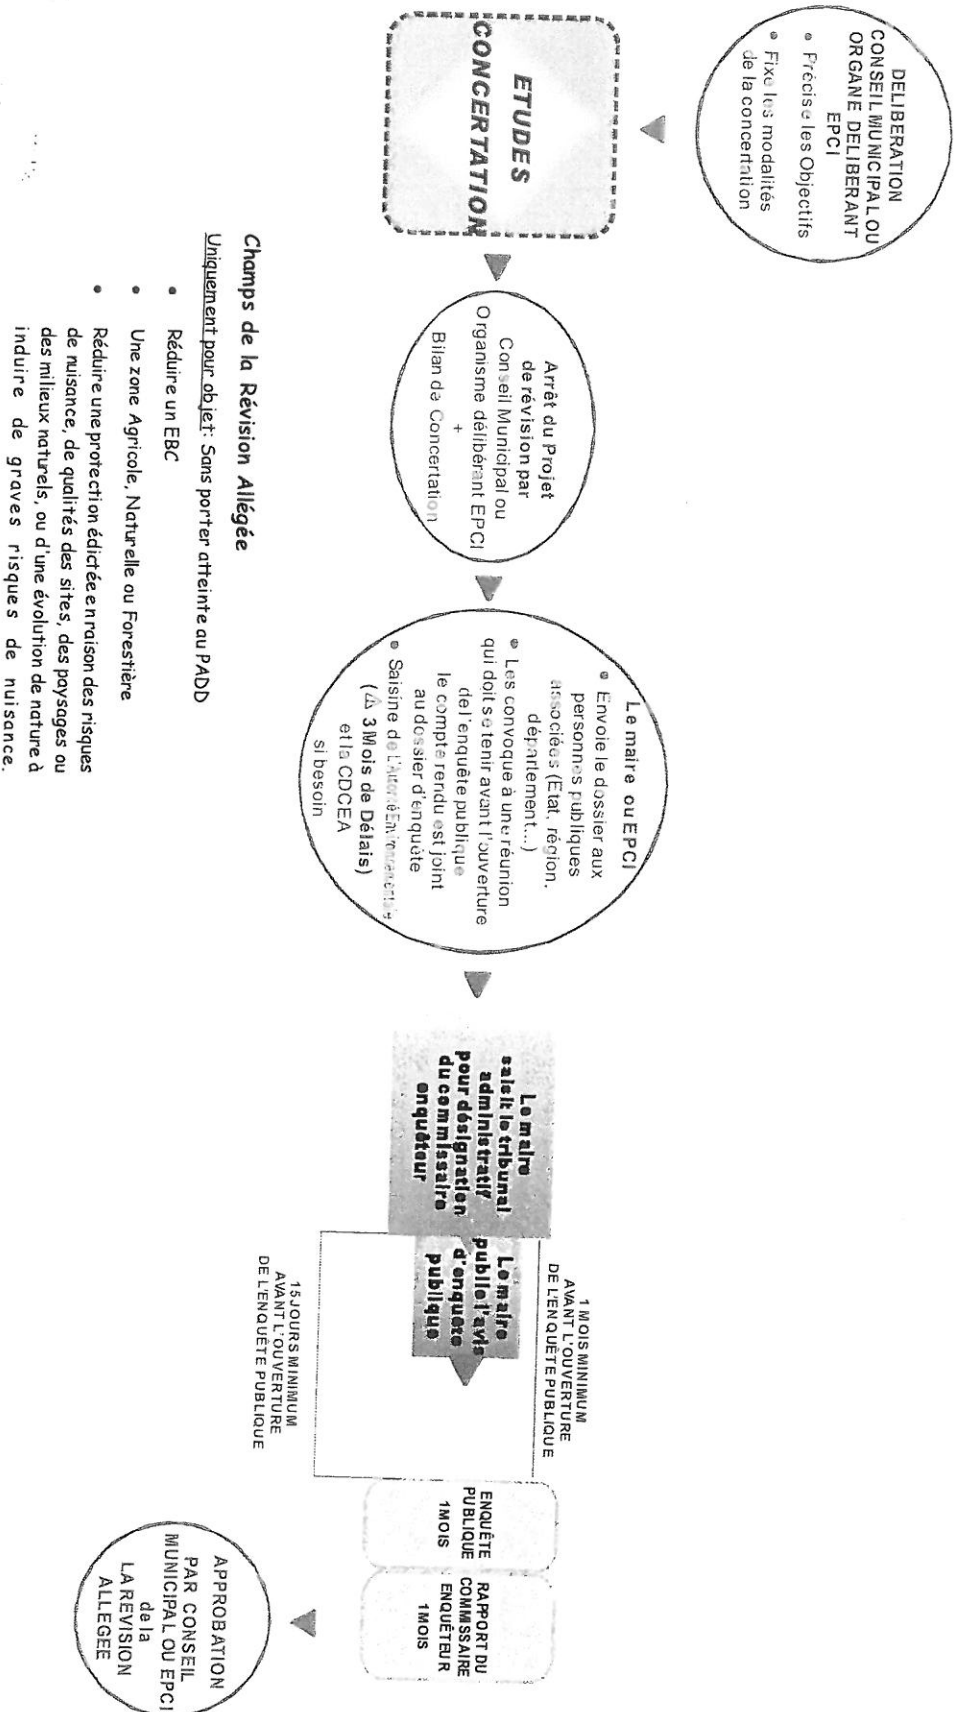 DELIBERATION
CONSEIL MUNICIPAL OU
ORGANE DELIBERANT
EPCI
• Précise les Objectifs
• Fixe les modalités
de la concertation
ETUDES
CONCERTATION
Arrêt du Projet
de révision par
Conseil Municipal ou
Organisme délibérant EPCI
+
Bilan de Concertation
Le maire ou EPCI
• Envoie le dossier aux
personnes publiques
associées (Etat, région,
département...)
• Les convoque à une réunion
qui doit se tenir avant l'ouverture
de l'enquête publique
le compte rendu est joint
au dossier d'enquête
• Saisine de L'Autorité Environnementale
(⚠ 3 Mois de Délais)
et la CDCEA
si besoin
Le maire
saisit le tribunal
administratif
pour désignation
du commissaire
enquêteur
Le maire
publie l'avis
d'enquete
publique
1 MOIS MINIMUM
AVANT L'OUVERTURE
DE L'ENQUÊTE PUBLIQUE
15 JOURS MINIMUM
AVANT L'OUVERTURE
DE L'ENQUÊTE PUBLIQUE
ENQUÊTE
PUBLIQUE
1 MOIS
RAPPORT DU
COMMISSAIRE
ENQUÊTEUR
1 MOIS
APPROBATION
PAR CONSEIL
MUNICIPAL OU EPCI
de la
LA REVISION
ALLEGEE
Champs de la Révision Allégée
Uniquement pour objet: Sans porter atteinte au PADD
• Réduire un EBC
• Une zone Agricole, Naturelle ou Forestière
• Réduire une protection édictée en raison des risques
de nuisance, de qualités des sites, des paysages ou
des milieux naturels, ou d'une évolution de nature à
induire de graves risques de nuisance.